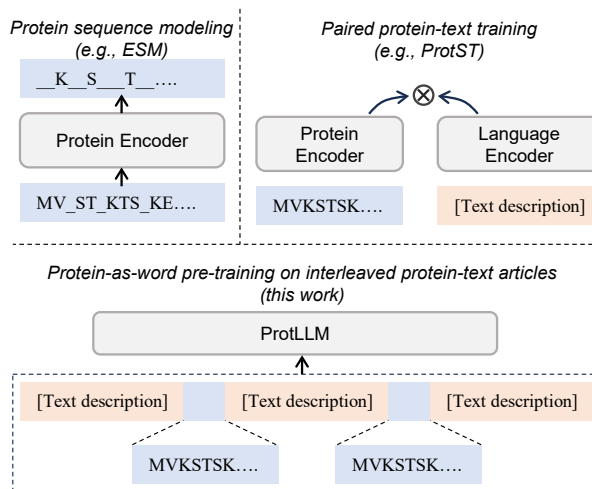 Protein sequence modeling
(e.g., ESM)
__K__S___T__….
Protein Encoder
MV_ST_KTS_KE….
Paired protein-text training
(e.g., ProtST)
Protein
Encoder
Language
Encoder
MVKSTSK….
[Text description]
Protein-as-word pre-training on interleaved protein-text articles
(this work)
ProtLLM
[Text description] [Text description] [Text description]
MVKSTSK…. MVKSTSK….